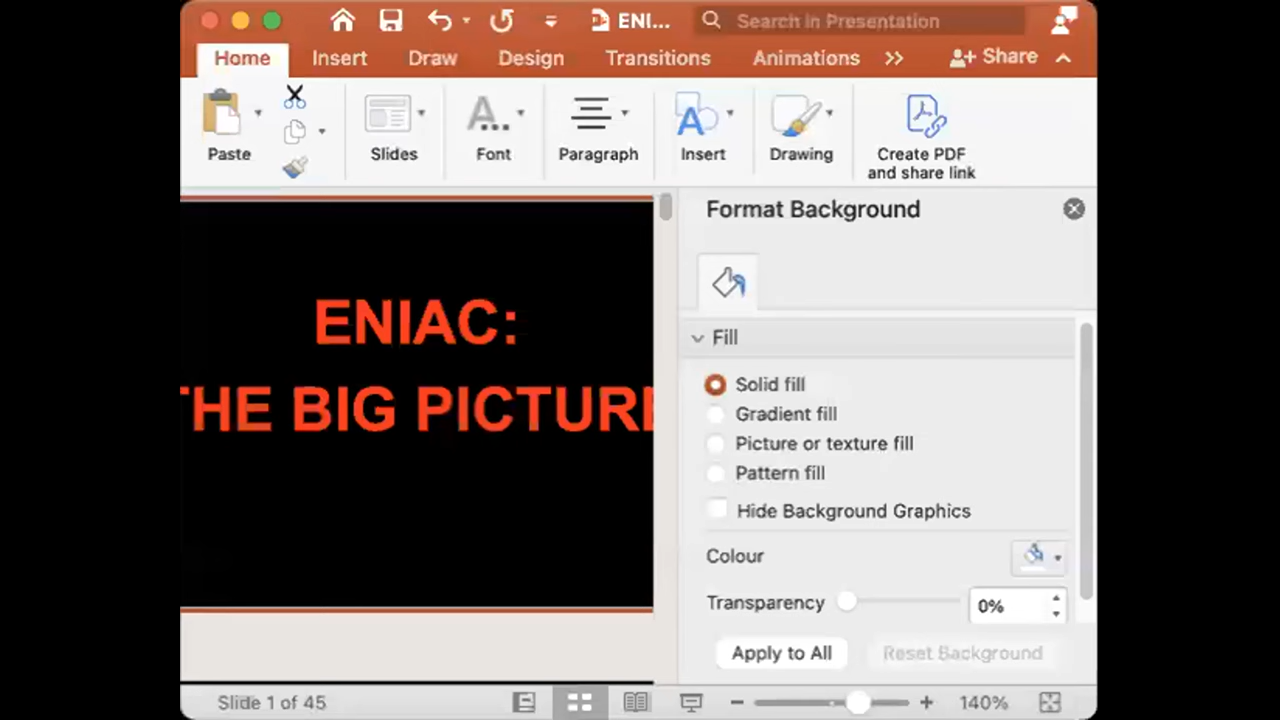 ENI...
Search in Presentation
Home Insert Draw Design Transitions Animations >> Share
Paste Slides Font Paragraph Insert Drawing Create PDF
and share link
Format Background
ENIAC:
THE BIG PICTURE
Fill
Solid fill
Gradient fill
Picture or texture fill
Pattern fill
Hide Background Graphics
Colour
Transparency 0%
Apply to All Reset Background
Slide 1 of 45 140%